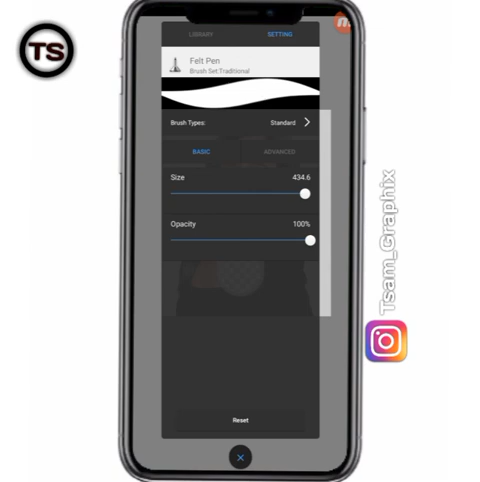 TS
LIBRARY
SETTING
Felt Pen
Brush Set:Traditional
Brush Types:
Standard
BASIC
ADVANCED
Size
434.6
Opacity
100%
Reset
Tsam_Graphix